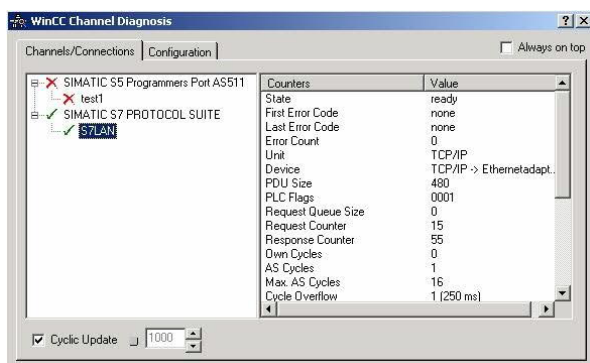 WinCC Channel Diagnosis
Channels/Connections
Configuration
Always on top
SIMATIC S5 Programmers Port AS511
test1
SIMATIC S7 PROTOCOL SUITE
S7LAN
Counters Value
State ready
First Error Code none
Last Error Code none
Error Count 0
Unit TCP/IP
Device TCP/IP -> Ethernetadapt..
PDU Size 480
PLC Flags 0001
Request Queue Size 0
Request Counter 15
Response Counter 55
Own Cycles 0
AS Cycles 1
Max. AS Cycles 16
Cycle Overflow 1 (250 ms)
Cyclic Update 1000